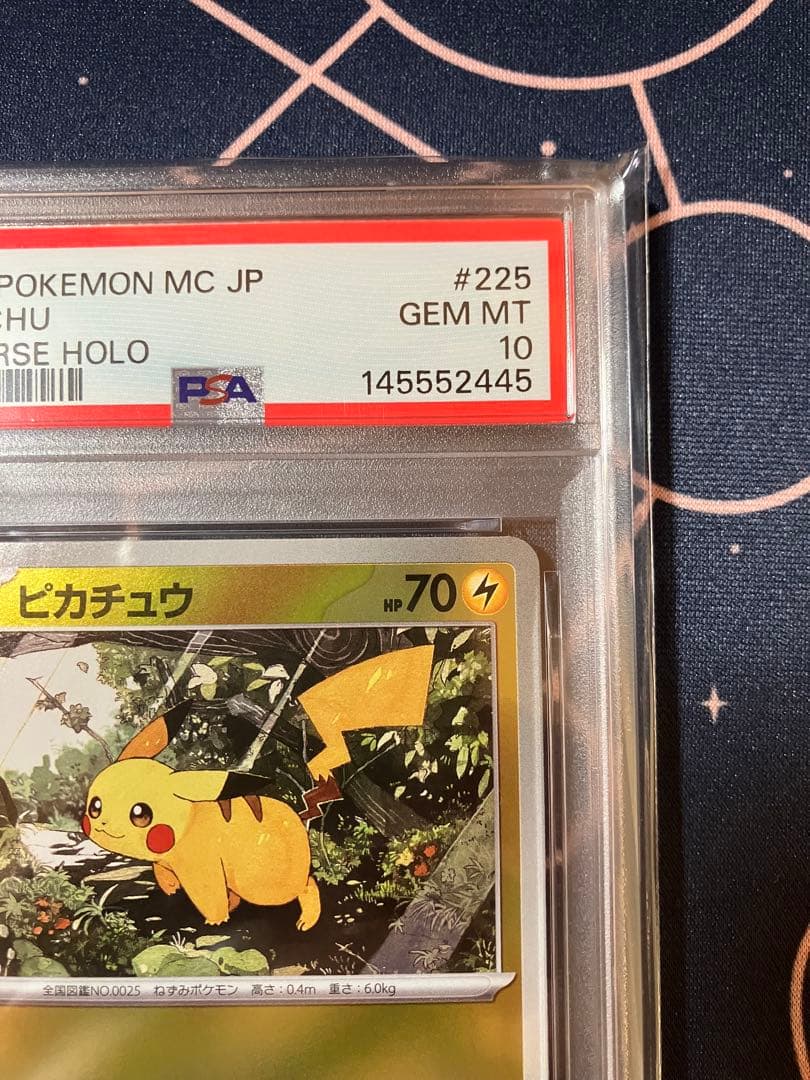 POKEMON MC JP #225
CHU GEM MT
RSE HOLO 10
PSA 145552445
ピカチュウ HP70
全国図鑑NO.0025 ねずみポケモン 高さ:0.4m 重さ:6.0kg